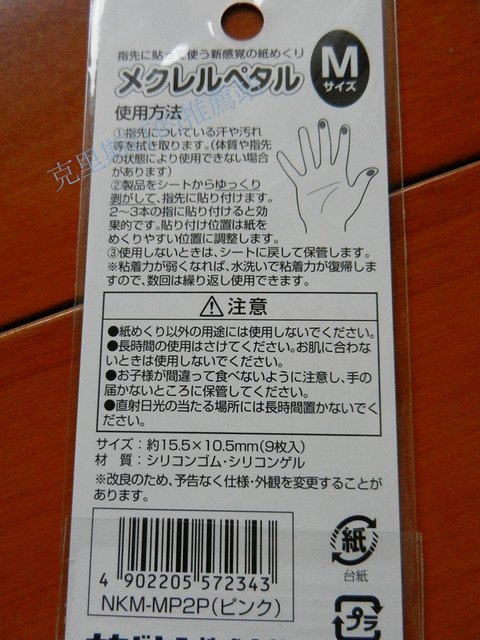 指先に貼って使う新感覚の紙めくり
メクレルペタル
M
サイズ
使用方法
①指先についている汗や汚れ
等を拭き取ります。(体質や指先
の状態により使用できない場合
があります)
②製品をシートからゆっくり
剥がして、指先に貼り付けます。
2~3本の指に貼り付けると効
果的です。貼り付け位置は紙を
めくりやすい位置に調整します。
③使用しないときは、シートに戻して保管します。
※粘着力が弱くなれば、水洗いで粘着力が復帰しま
すので、数回は繰り返し使用できます。
注意
●紙めくり以外の用途には使用しないでください。
●長時間の使用はさけてください。お肌に合わな
いときは使用しないでください。
●お子様が間違って食べないように注意し、手の
届かないところに保管してください。
●直射日光の当たる場所には長時間置かないでく
ださい。
サイズ:約15.5×10.5mm(9枚入)
材 質:シリコンゴム・シリコンゲル
※改良のため、予告なく仕様・外観を変更することが
あります。
4 902205 572343
NKM-MP2P(ピンク)
紙
台紙
プラ